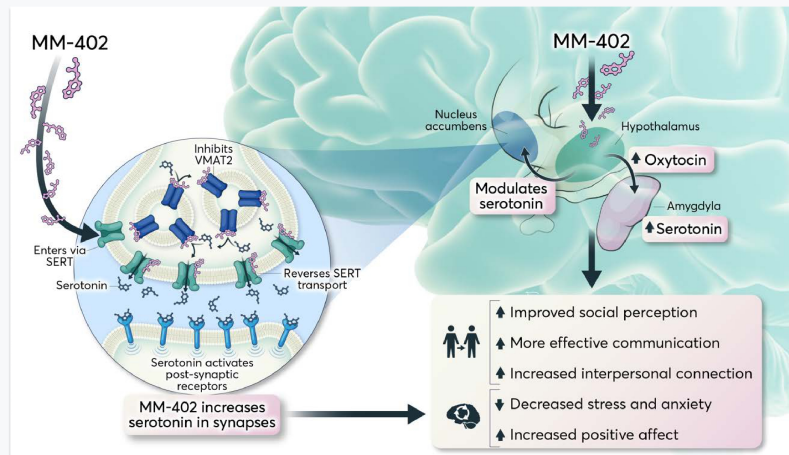 MM-402
Inhibits
VMAT2
Enters via
SERT
Serotonin
Reverses SERT
transport
Serotonin activates
post-synaptic
receptors
MM-402 increases
serotonin in synapses
MM-402
Nucleus
accumbens
Hypothalamus
Oxytocin
Modulates
serotonin
Amygdyla
Serotonin
Improved social perception
More effective communication
Increased interpersonal connection
Decreased stress and anxiety
Increased positive affect